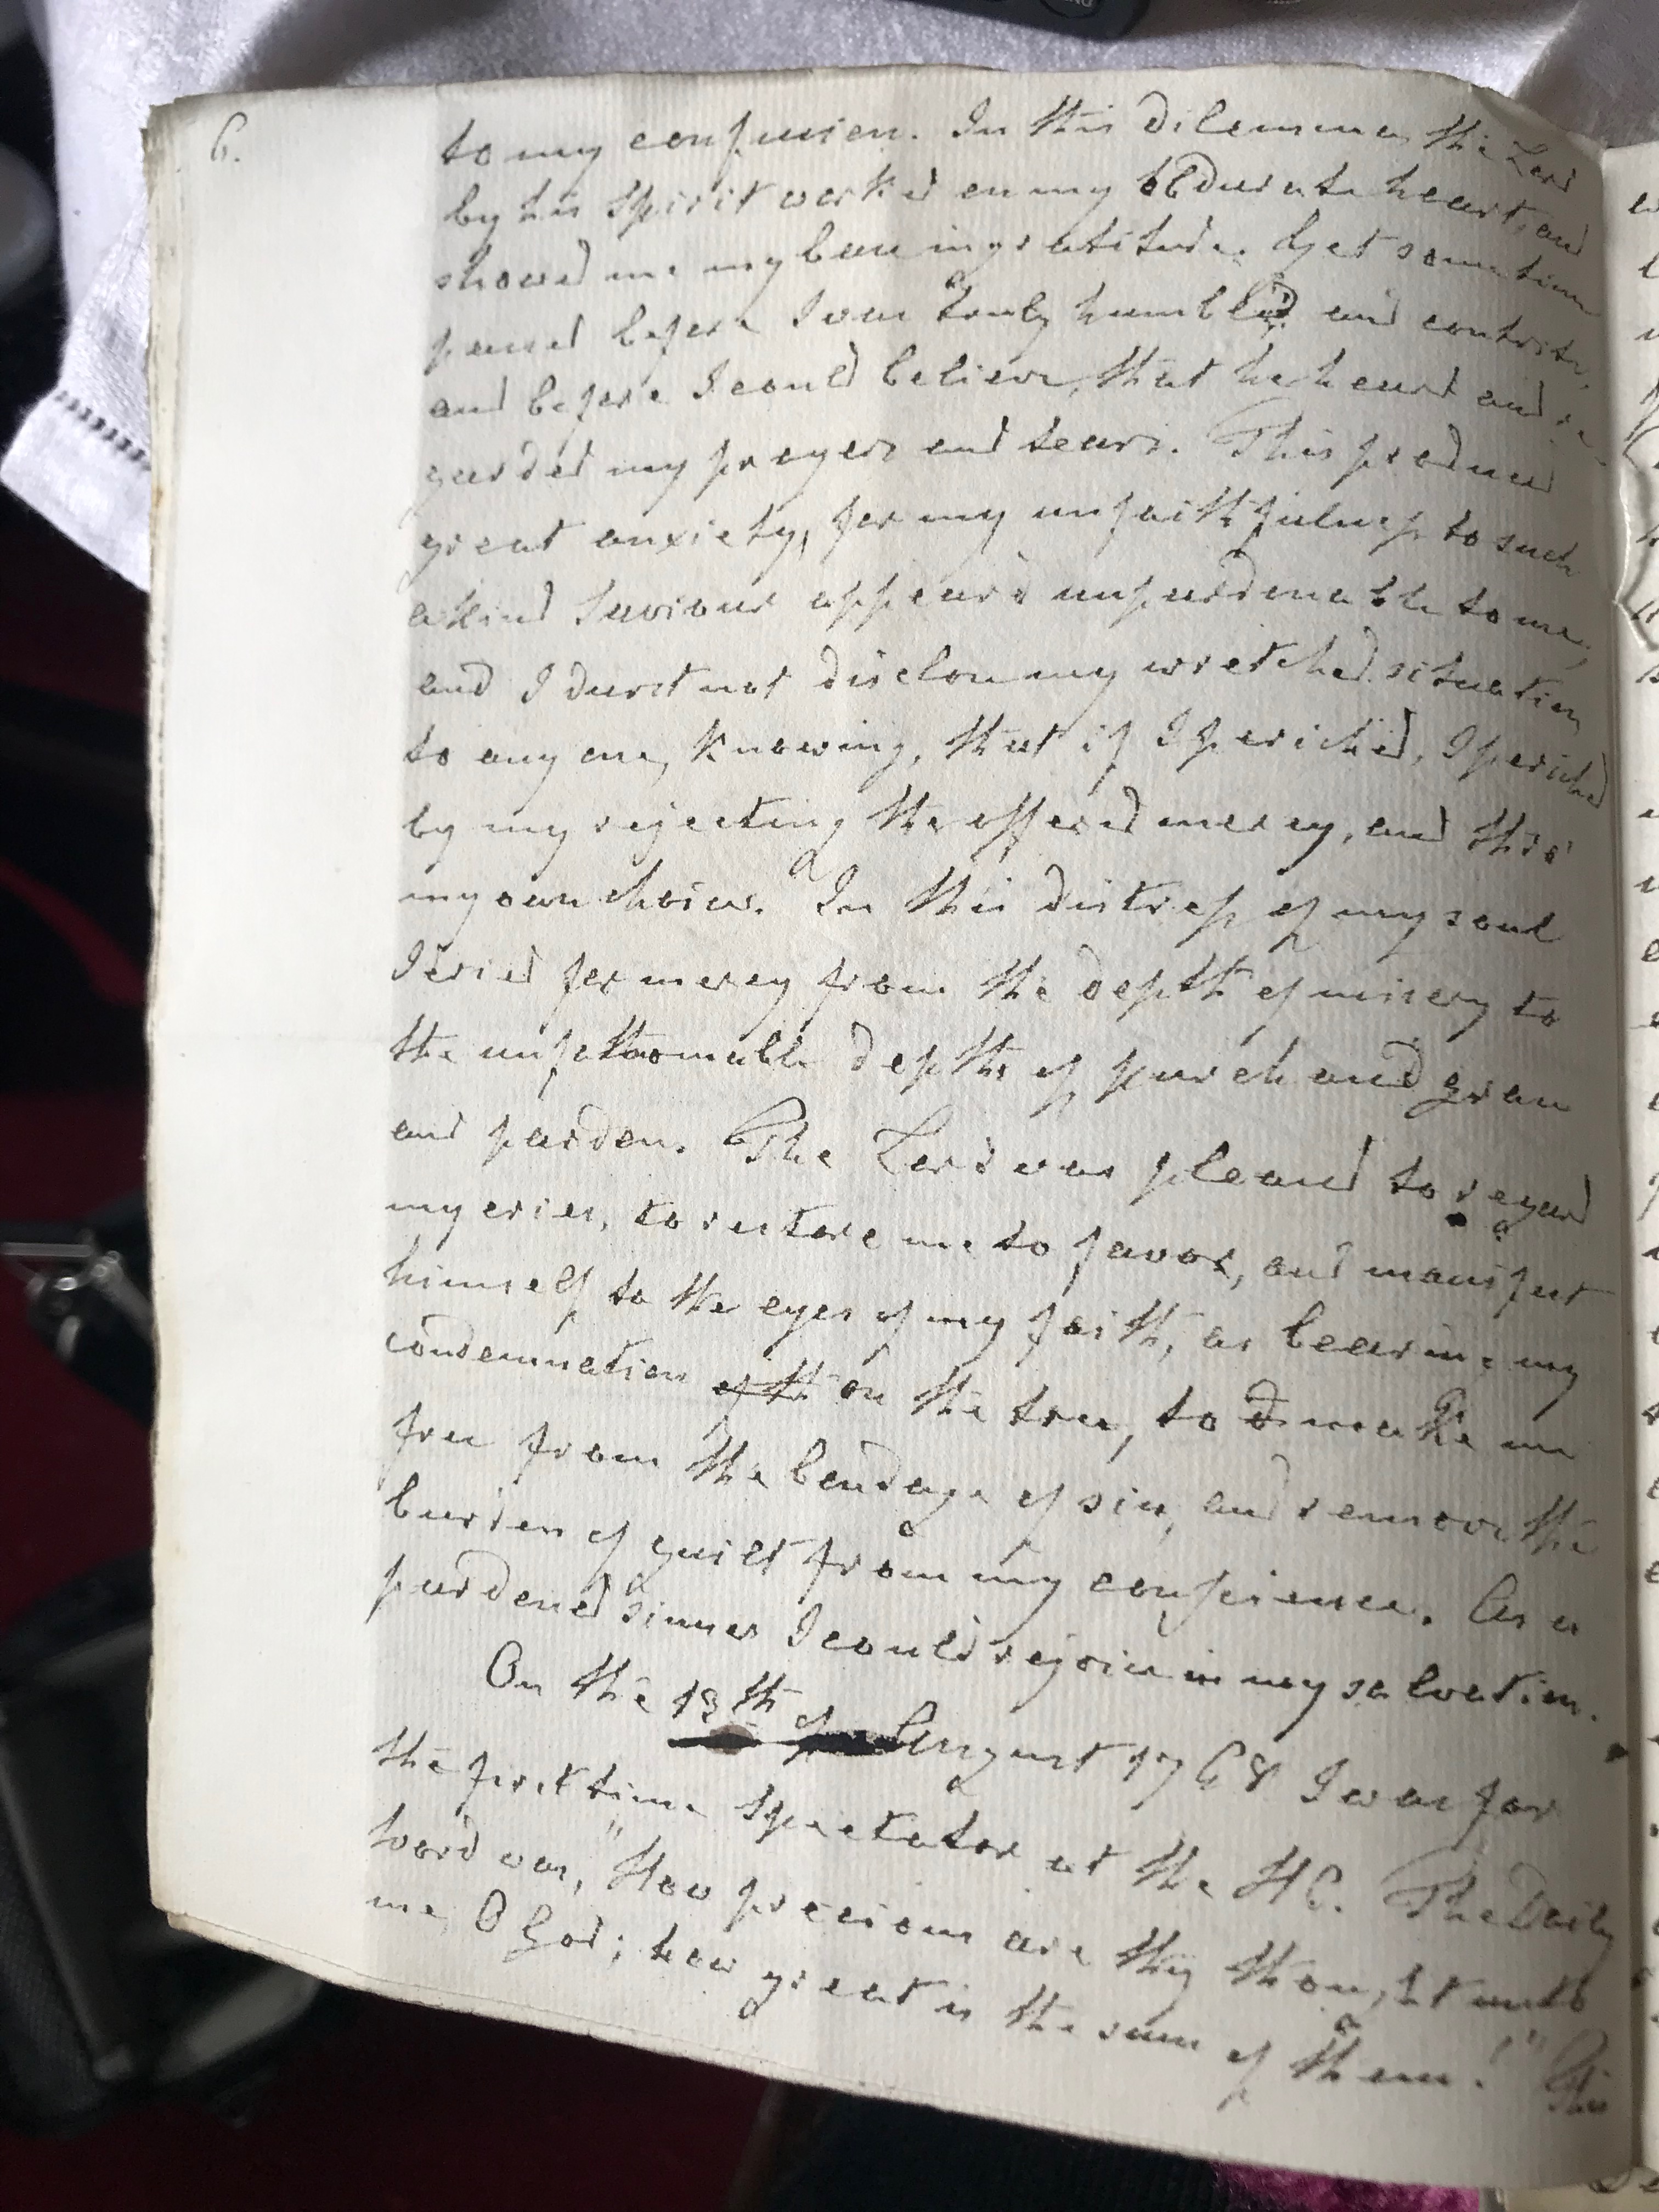 6.
to my confusion. In this dilemma, the Lord
by his Spirit worked on my obdurate heart, and
showed me my base ingratitude. Yet some time
passed before I was truly humbled and contrite,
and before I could believe, that he heard and re-
garded my prayers and tears. This produced
great anxiety, for my unfaithfulness to such
a kind Saviour appeared unpardonable to me,
and I durst not disclose my wretched situation
to any one, knowing, that if I perished, I perished
by my rejecting the offered mercy, and this
my own choice. In this distress of my soul
I cried for mercy from the depth of misery to
the unfathomable depths of purchased grace
and pardon. The Lord was pleased to regard
my cries, to restore me to favor, and manifest
himself to the eyes of my faith, as bearing my
condemnation of th on the tree, to make me
free from the bondage of sin, and remove the
burden of guilt from my conscience. As a
pardoned sinner I could rejoice in my salvation.
On the 13th of August 1768 I was for
the first time Spectator at the HC. The Daily
word was, "How precious are thy thought unto
me, O God; how great is the sum of them!" This